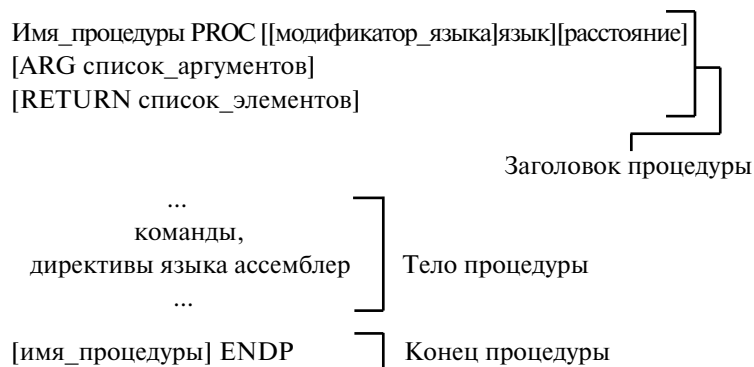 Имя_процедуры PROC [[модификатор_языка]язык][расстояние]
[ARG список_аргументов]
[RETURN список_элементов]
Заголовок процедуры
...
команды,
директивы языка ассемблер
Тело процедуры
...
[имя_процедуры] ENDP
Конец процедуры